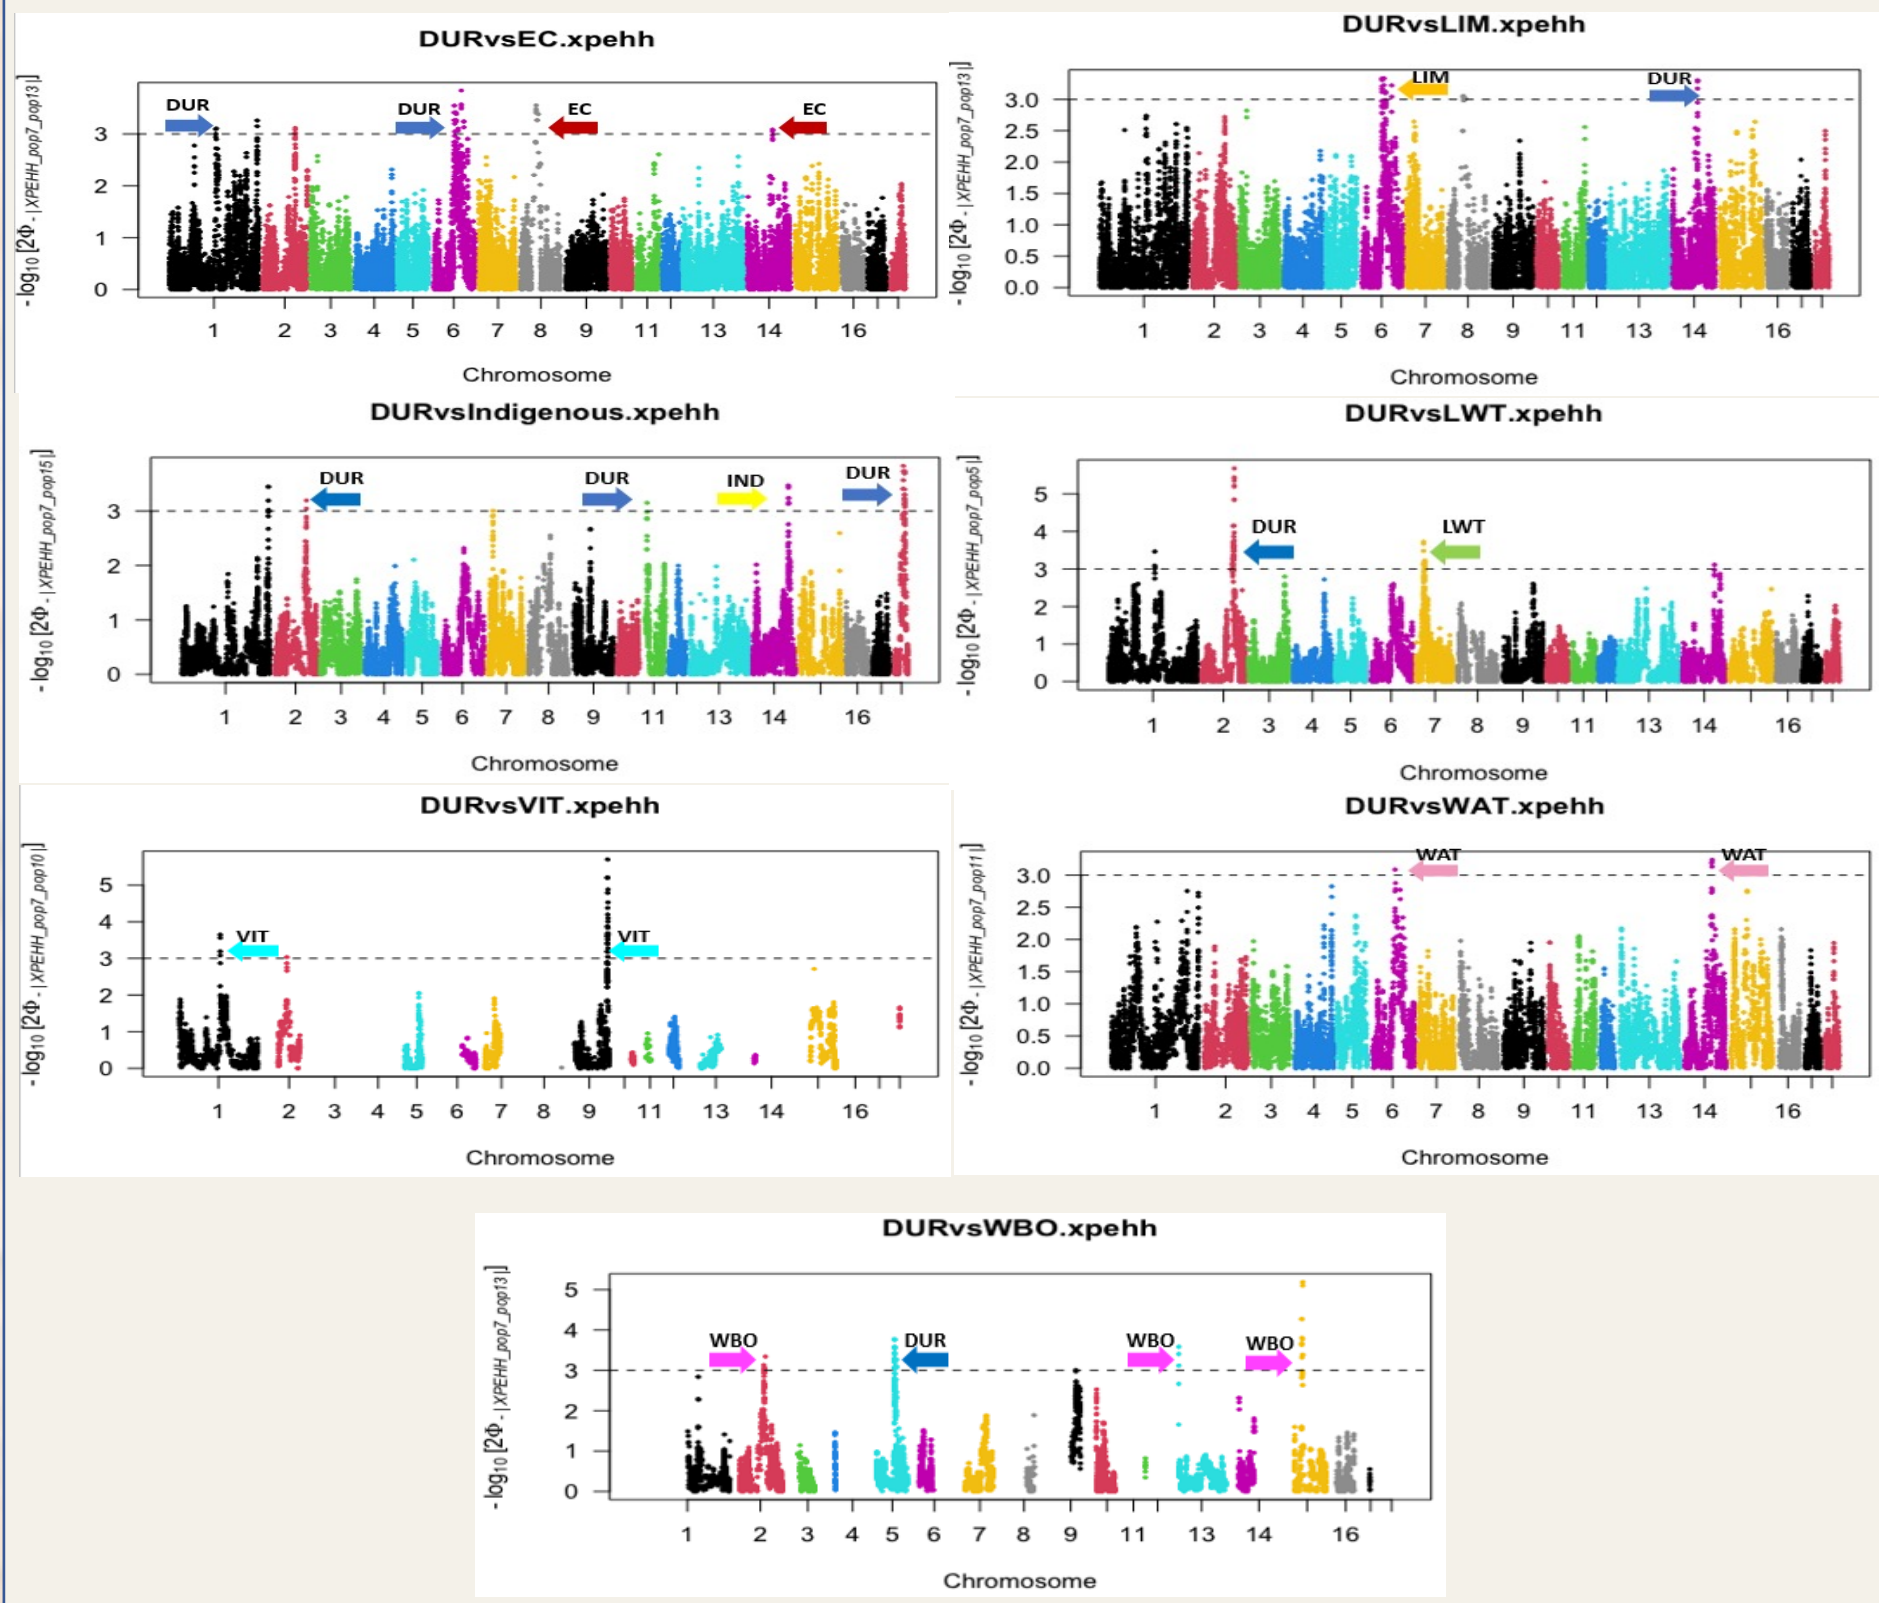 DURvsEC.xpehh
- log10 [2Φ-|XPEHH_pop7_pop13|]
DUR
DUR
EC
EC
3
2
1
0
1 2 3 4 5 6 7 8 9 11 13 14 16
Chromosome
DURvsLIM.xpehh
- log10 [2Φ-|XPEHH_pop7_pop13|]
LIM
DUR
3.0
2.5
2.0
1.5
1.0
0.5
0.0
1 2 3 4 5 6 7 8 9 11 13 14 16
Chromosome
DURvsIndigenous.xpehh
- log10 [2Φ-|XPEHH_pop7_pop15|]
DUR
DUR
IND
DUR
3
2
1
0
1 2 3 4 5 6 7 8 9 11 13 14 16
Chromosome
DURvsLWT.xpehh
- log10 [2Φ-|XPEHH_pop7_pop5|]
DUR
LWT
5
4
3
2
1
0
1 2 3 4 5 6 7 8 9 11 13 14 16
Chromosome
DURvsVIT.xpehh
- log10 [2Φ-|XPEHH_pop7_pop10|]
VIT
VIT
5
4
3
2
1
0
1 2 3 4 5 6 7 8 9 11 13 14 16
Chromosome
DURvsWAT.xpehh
- log10 [2Φ-|XPEHH_pop7_pop11|]
WAT
WAT
3.0
2.5
2.0
1.5
1.0
0.5
0.0
1 2 3 4 5 6 7 8 9 11 13 14 16
Chromosome
DURvsWBO.xpehh
- log10 [2Φ-|XPEHH_pop7_pop13|]
WBO
DUR
WBO
WBO
5
4
3
2
1
0
1 2 3 4 5 6 7 8 9 11 13 14 16
Chromosome